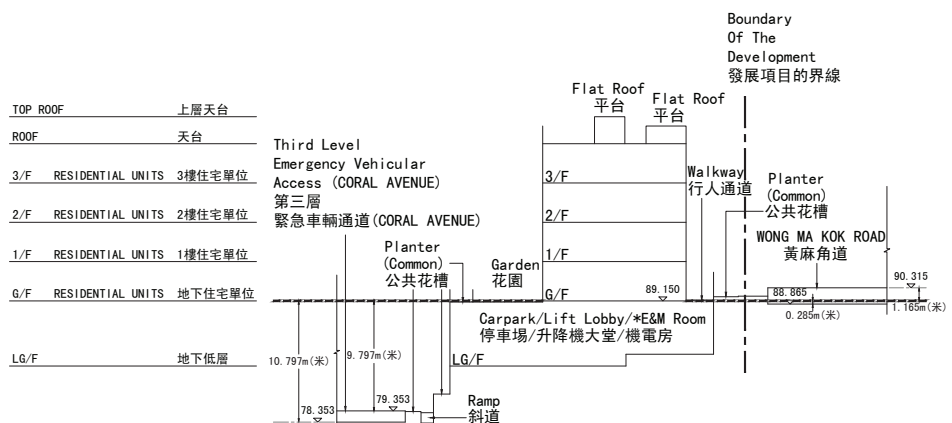 Boundary
Of The
Development
發展項目的界線
Flat Roof
平台
Flat Roof
平台
TOP ROOF 上層天台
ROOF 天台
3/F RESIDENTIAL UNITS 3樓住宅單位
2/F RESIDENTIAL UNITS 2樓住宅單位
1/F RESIDENTIAL UNITS 1樓住宅單位
G/F RESIDENTIAL UNITS 地下住宅單位
LG/F 地下低層
Third Level
Emergency Vehicular
Access (CORAL AVENUE)
第三層
緊急車輛通道(CORAL AVENUE)
Planter
(Common)
公共花槽
Garden
花園
3/F
2/F
1/F
G/F
89.150
Walkway
行人通道
Planter
(Common)
公共花槽
WONG MA KOK ROAD
黃麻角道
90.315
88.865
0.285m(米)
1.165m(米)
Carpark/Lift Lobby/*E&M Room
停車場/升降機大堂/機電房
LG/F
10.797m(米)
9.797m(米)
79.353
78.353
Ramp
斜道